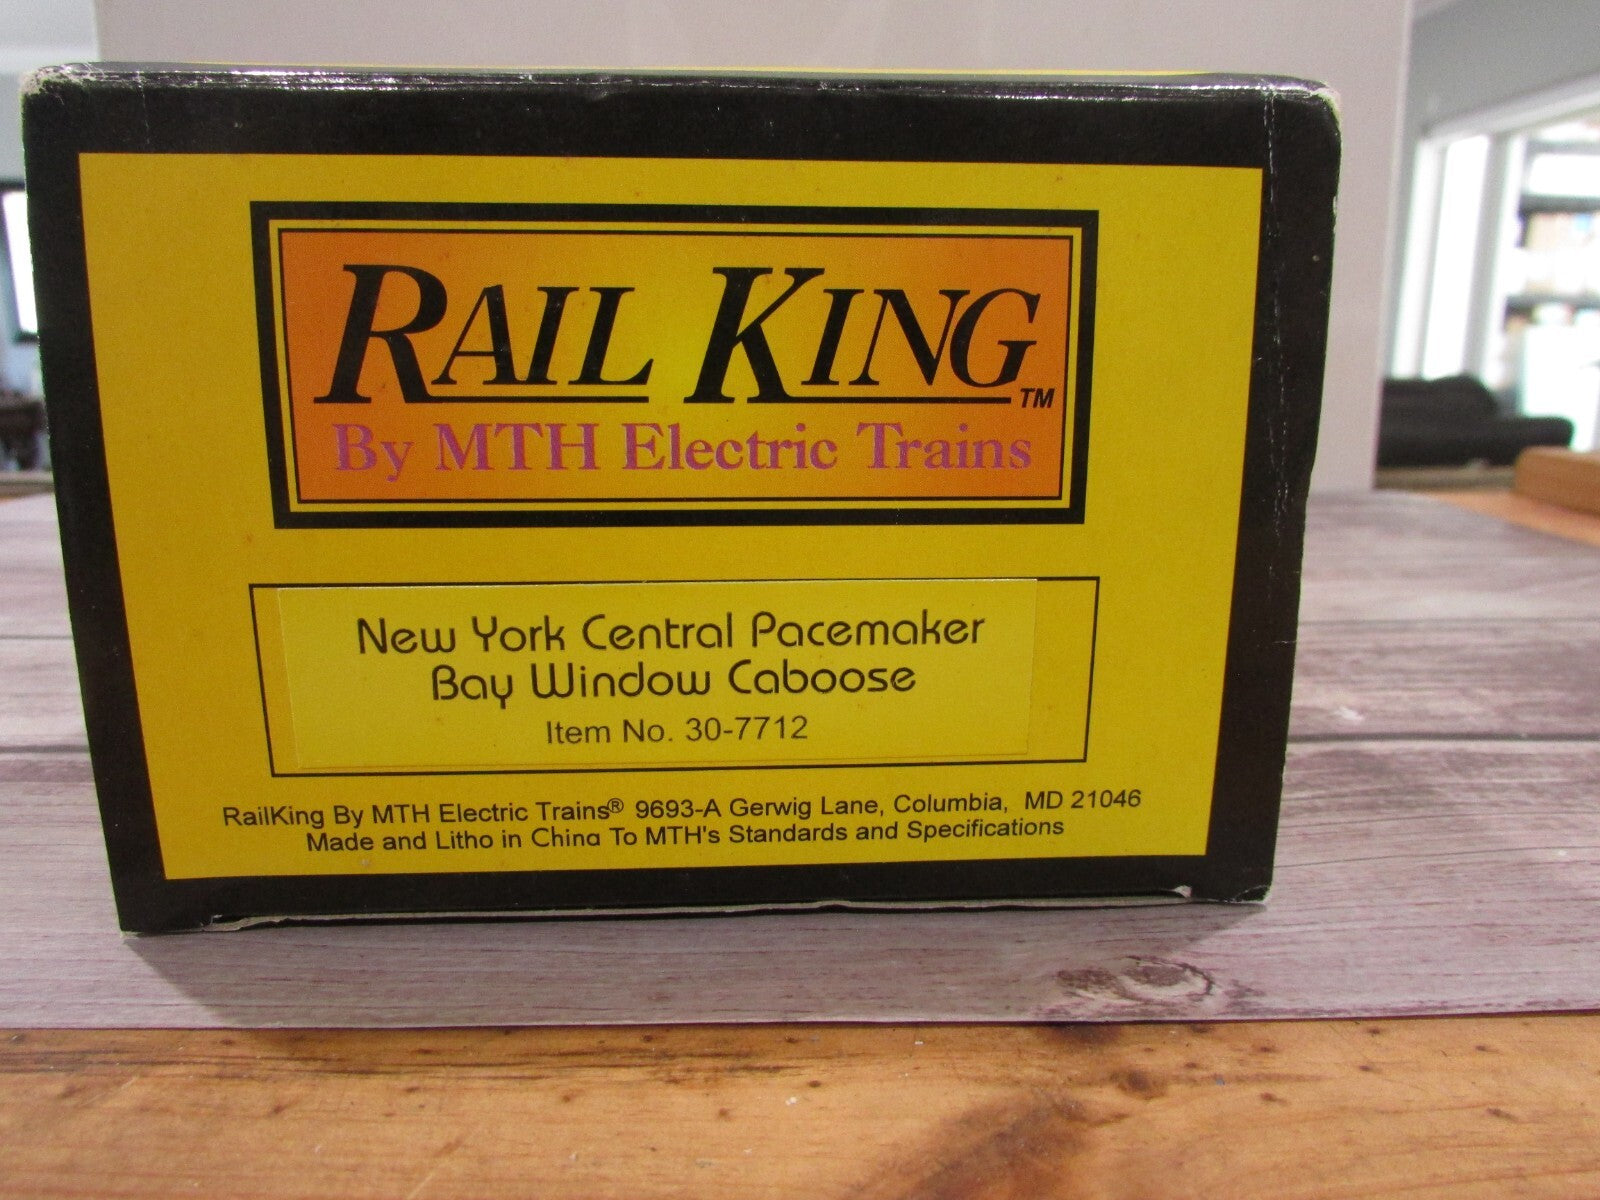 RAIL KING TM
By MTH Electric Trains
New York Central Pacemaker
Bay Window Caboose
Item No. 30-7712
RailKing By MTH Electric Trains® 9693-A Gerwig Lane, Columbia, MD 21046
Made and Litho in China To MTH's Standards and Specifications